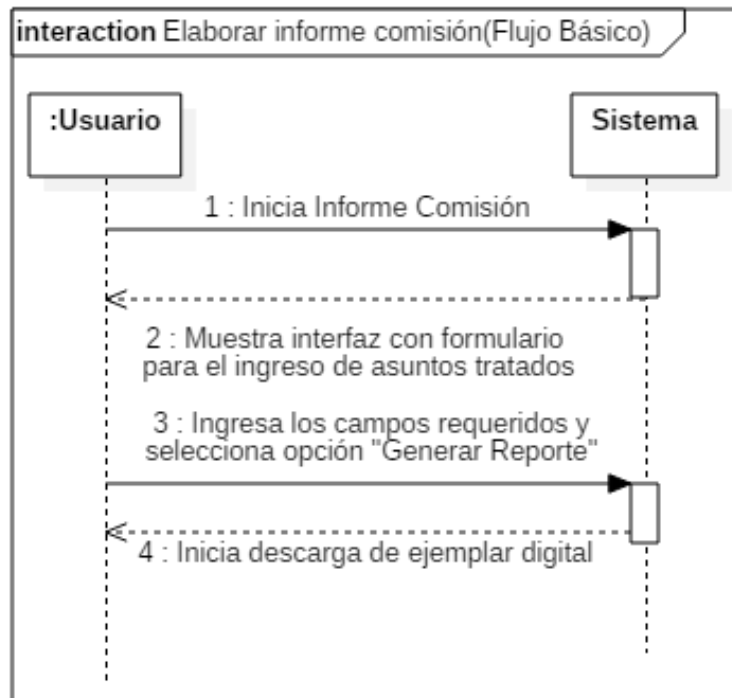 interaction Elaborar informe comisión(Flujo Básico)
:Usuario
Sistema
1 : Inicia Informe Comisión
2 : Muestra interfaz con formulario
para el ingreso de asuntos tratados
3 : Ingresa los campos requeridos y
selecciona opción "Generar Reporte"
4 : Inicia descarga de ejemplar digital